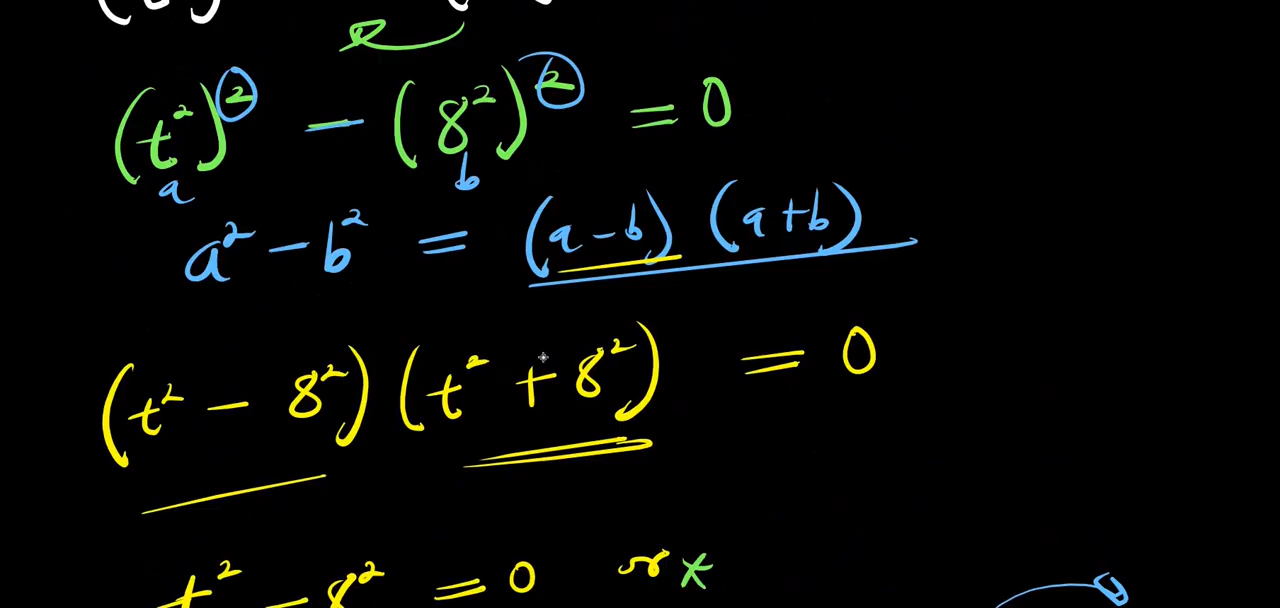 (t²)² - (8²)² = 0
a b
a² - b² = (a - b) (a + b)
(t² - 8²) (t² + 8²) = 0
t² - 8² = 0 or *